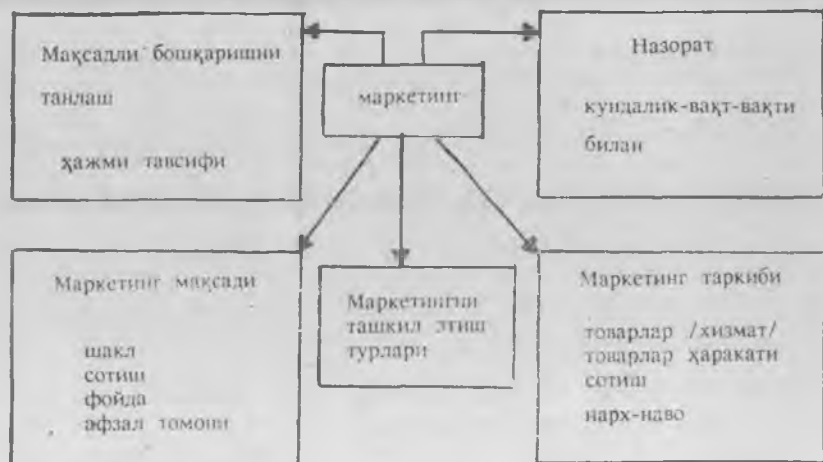 Мақсадли бошқаришни
танлаш
ҳажми тавсифи
маркетинг
Назорат
кундалик-вақт-вақти
билан
Маркетинг мақсади
шакл
сотиш
фойда
афзал томони
Маркетингни
ташкил этиш
турлари
Маркетинг таркиби
товарлар /хизмат/
товарлар ҳаракати
сотиш
нарх-наво